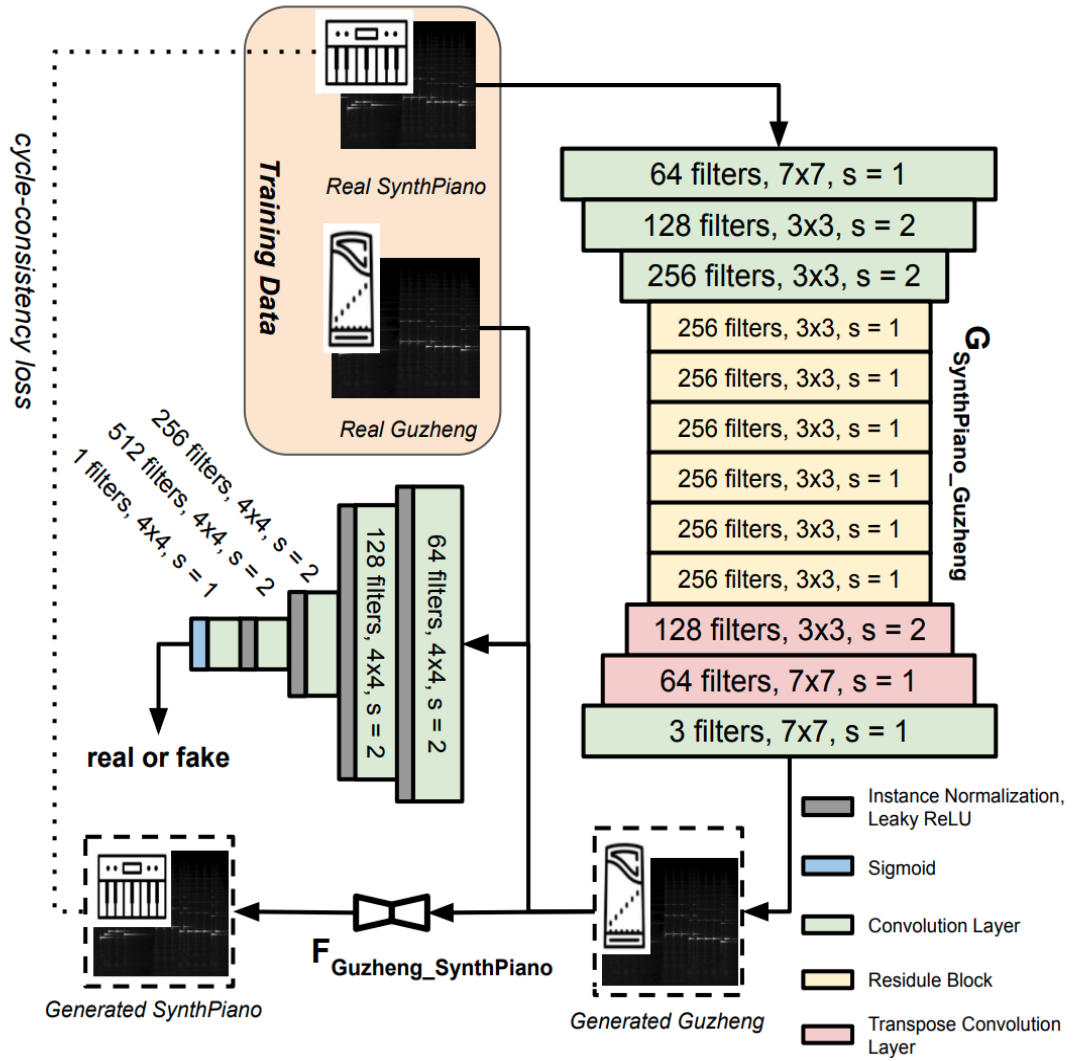 cycle-consistency loss
Training Data
Real SynthPiano
Real Guzheng
64 filters, 7x7, s = 1
128 filters, 3x3, s = 2
256 filters, 3x3, s = 2
256 filters, 3x3, s = 1
256 filters, 3x3, s = 1
256 filters, 3x3, s = 1
256 filters, 3x3, s = 1
256 filters, 3x3, s = 1
256 filters, 3x3, s = 1
128 filters, 3x3, s = 2
64 filters, 7x7, s = 1
3 filters, 7x7, s = 1
G SynthPiano_Guzheng
256 filters, 4x4, s = 2
512 filters, 4x4, s = 2
1 filters, 4x4, s = 1
128 filters, 4x4, s = 2
64 filters, 4x4, s = 2
real or fake
Generated SynthPiano
F Guzheng_SynthPiano
Generated Guzheng
Instance Normalization,
Leaky ReLU
Sigmoid
Convolution Layer
Residule Block
Transpose Convolution
Layer